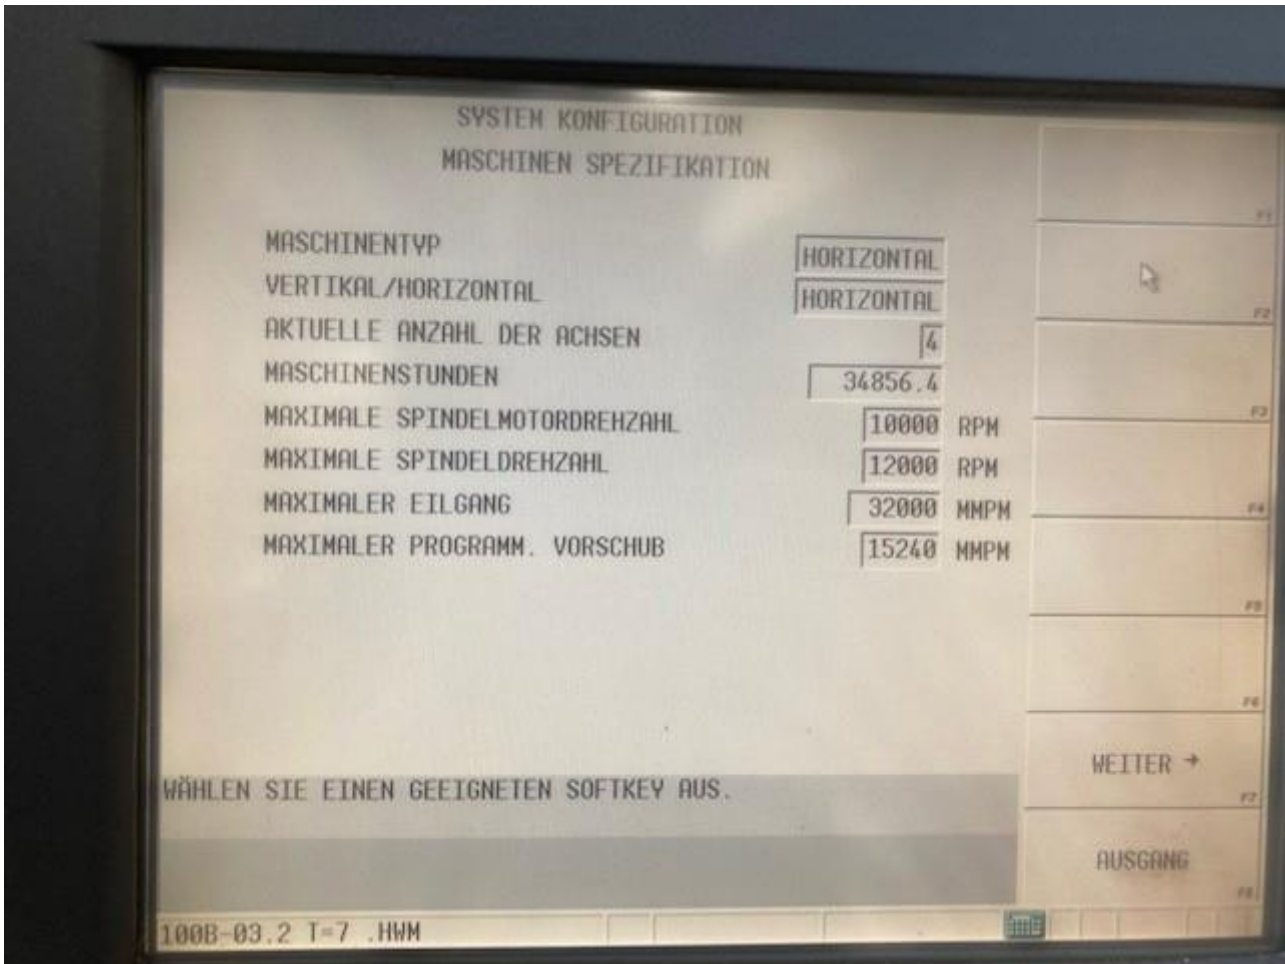 SYSTEM KONFIGURATION
MASCHINEN SPEZIFIKATION
MASCHINENTYP HORIZONTAL
VERTIKAL/HORIZONTAL HORIZONTAL
AKTUELLE ANZAHL DER ACHSEN 4
MASCHINENSTUNDEN 34856.4
MAXIMALE SPINDELMOTORDREHZAHL 10000 RPM
MAXIMALE SPINDELDREHZAHL 12000 RPM
MAXIMALER EILGANG 32000 MMPM
MAXIMALER PROGRAMM. VORSCHUB 15240 MMPM
WÄHLEN SIE EINEN GEEIGNETEN SOFTKEY AUS.
100B-03.2 T=7 .HWM
F1
F2
F3
F4
F5
F6
WEITER →
F7
AUSGANG
F8